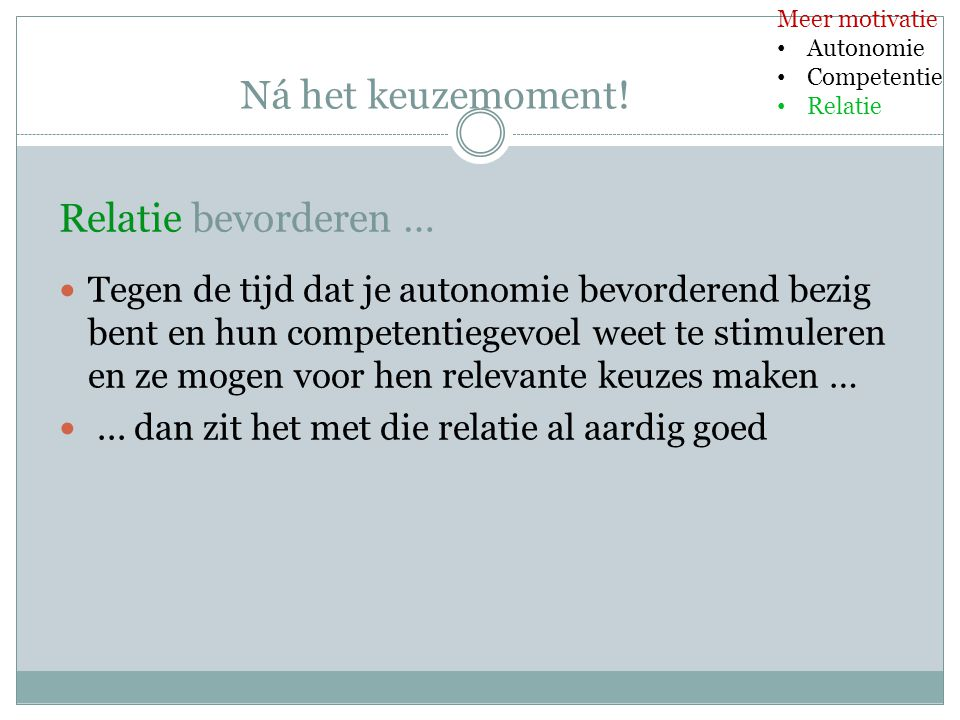 Meer motivatie
• Autonomie
• Competentie
• Relatie
Ná het keuzemoment!
Relatie bevorderen …
• Tegen de tijd dat je autonomie bevorderend bezig
bent en hun competentiegevoel weet te stimuleren
en ze mogen voor hen relevante keuzes maken …
• … dan zit het met die relatie al aardig goed